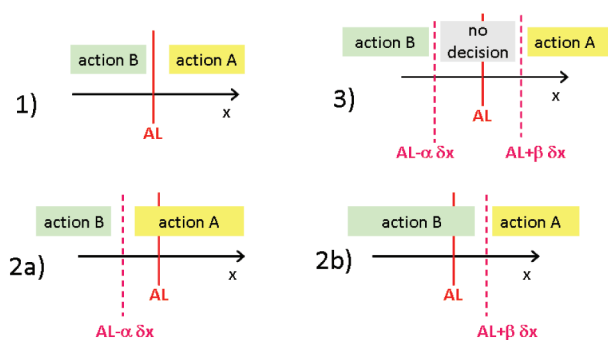 1)
action B
action A
x
AL
3)
action B
no
decision
action A
x
AL
AL-α δx
AL+β δx
2a)
action B
action A
x
AL
AL-α δx
2b)
action B
action A
x
AL
AL+β δx